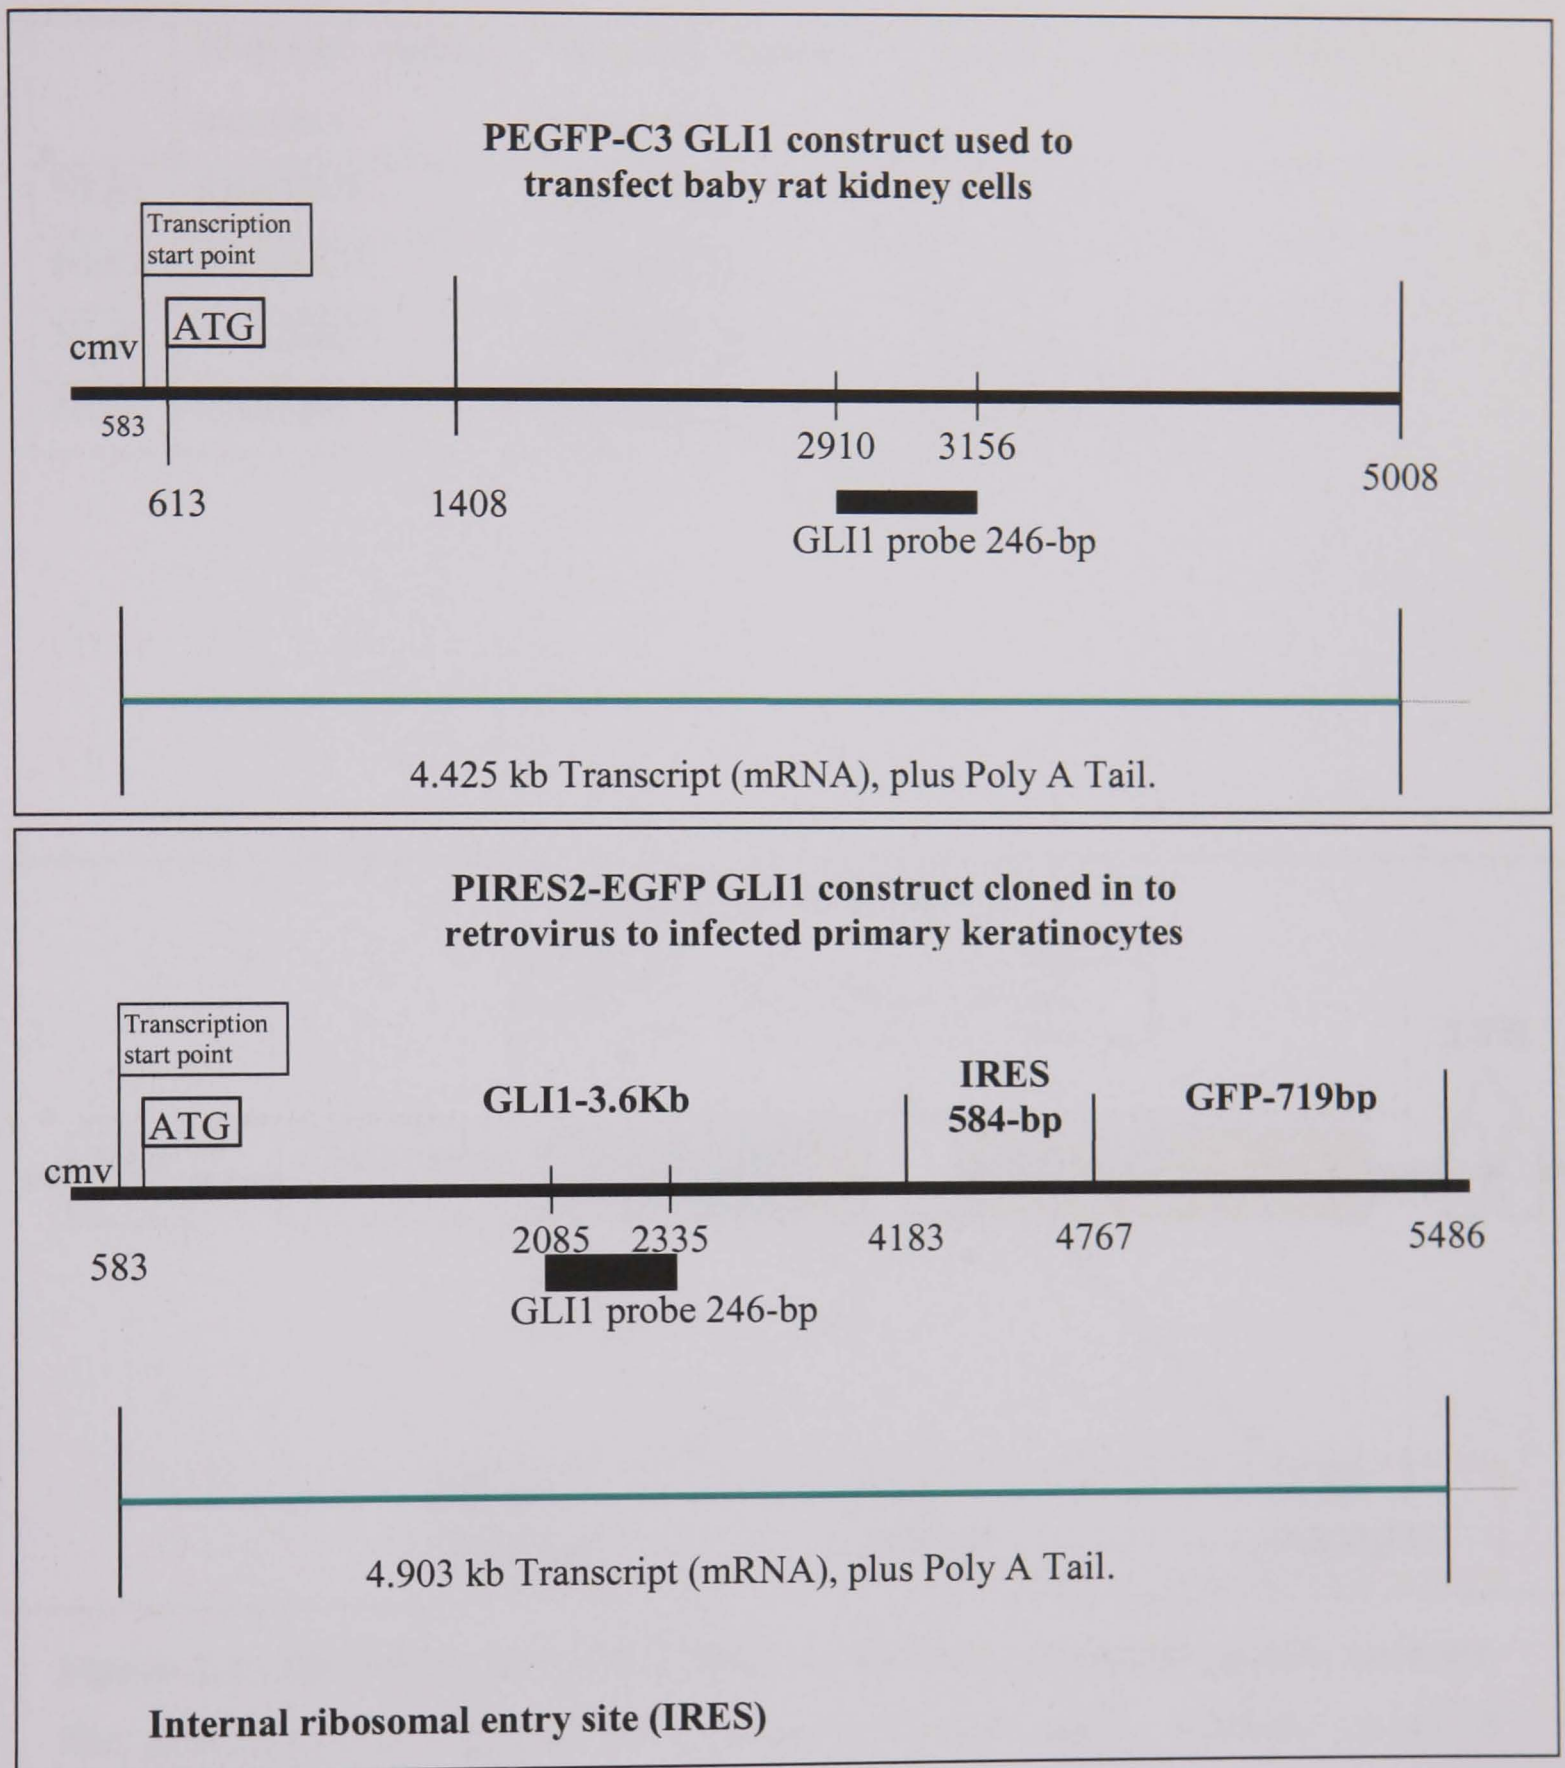 PEGFP-C3 GLI1 construct used to
transfect baby rat kidney cells
Transcription
start point
ATG
cmv
583
613
1408
2910
3156
5008
GLI1 probe 246-bp
4.425 kb Transcript (mRNA), plus Poly A Tail.
PIRES2-EGFP GLI1 construct cloned in to
retrovirus to infected primary keratinocytes
Transcription
start point
ATG
cmv
GLI1-3.6Kb
IRES
584-bp
GFP-719bp
583
2085
2335
4183
4767
5486
GLI1 probe 246-bp
4.903 kb Transcript (mRNA), plus Poly A Tail.
Internal ribosomal entry site (IRES)